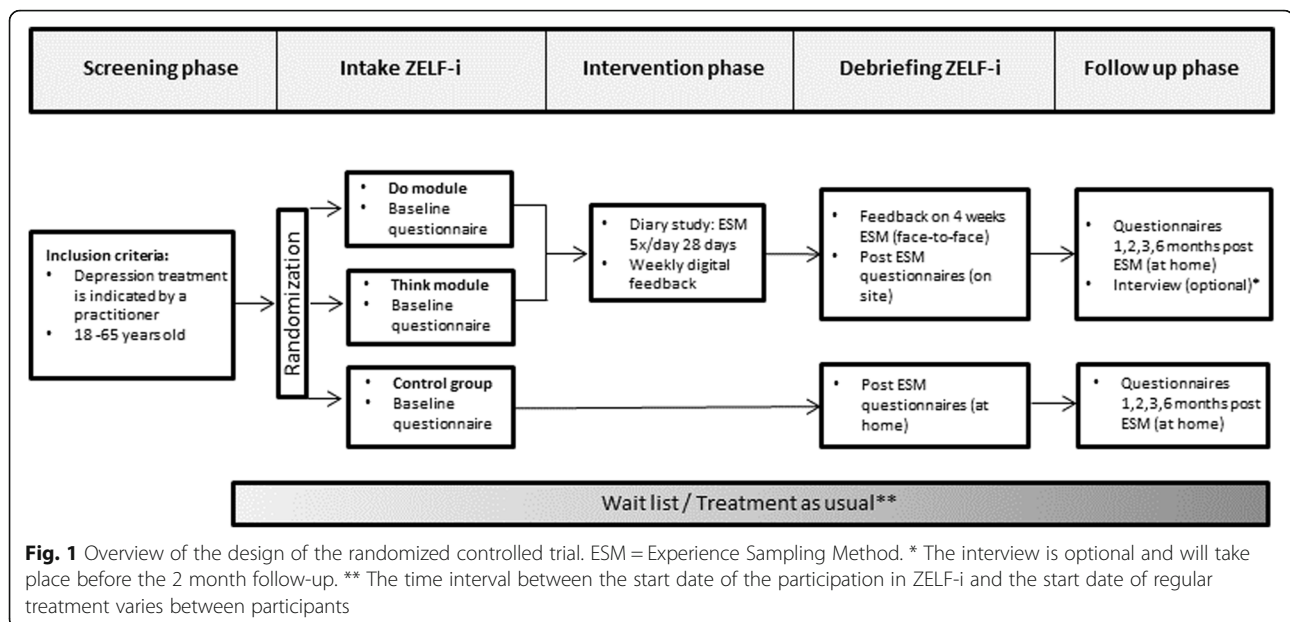 Screening phase
Intake ZELF-i
Intervention phase
Debriefing ZELF-i
Follow up phase
Inclusion criteria:
• Depression treatment
is indicated by a
practitioner
• 18 -65 years old
Randomization
• Do module
• Baseline
questionnaire
• Think module
• Baseline
questionnaire
• Control group
• Baseline
questionnaire
• Diary study: ESM
5x/day 28 days
• Weekly digital
feedback
• Feedback on 4 weeks
ESM (face-to-face)
• Post ESM
questionnaires (on
site)
• Post ESM
questionnaires (at
home)
• Questionnaires
1,2,3,6 months post
ESM (at home)
• Interview (optional)*
• Questionnaires
1,2,3,6 months post
ESM (at home)
Wait list / Treatment as usual**
Fig. 1 Overview of the design of the randomized controlled trial. ESM = Experience Sampling Method. * The interview is optional and will take
place before the 2 month follow-up. ** The time interval between the start date of the participation in ZELF-i and the start date of regular
treatment varies between participants